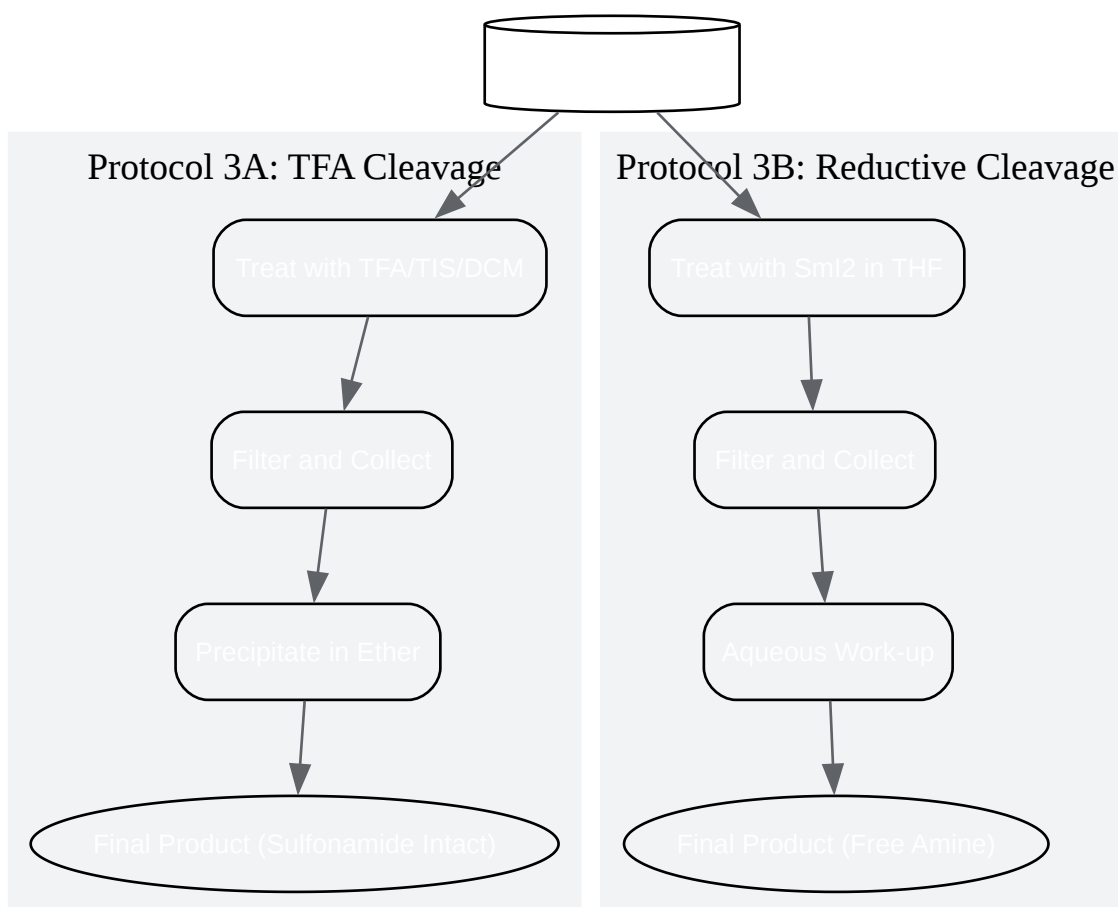 Protocol 3A: TFA Cleavage
Treat with TFA/TIS/DCM
Filter and Collect
Precipitate in Ether
Final Product (Sulfonamide Intact)
Protocol 3B: Reductive Cleavage
Treat with SmI2 in THF
Filter and Collect
Aqueous Work-up
Final Product (Free Amine)